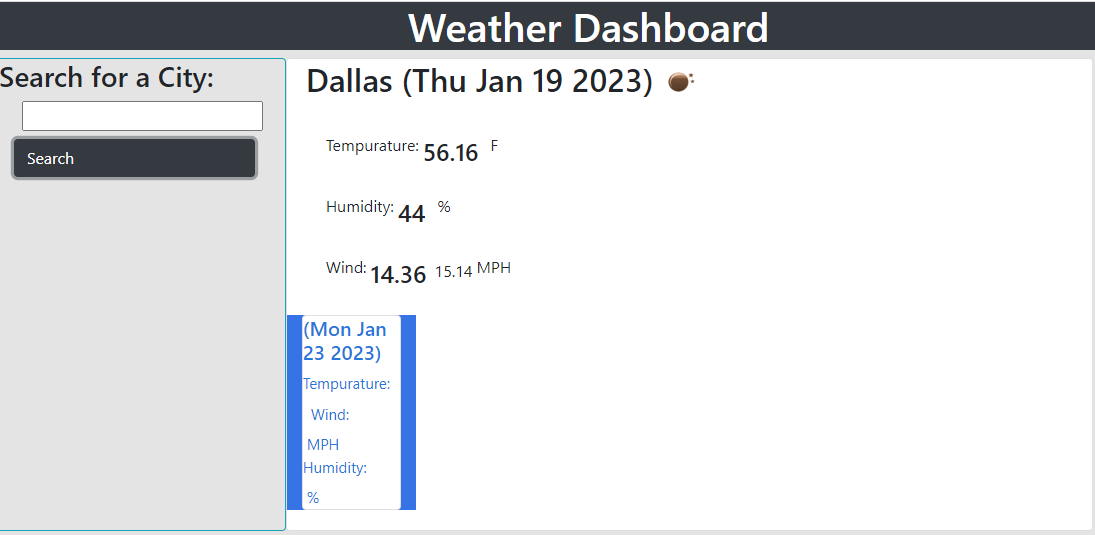 Weather Dashboard
Search for a City:
Search
Dallas (Thu Jan 19 2023)
Tempurature: 56.16 F
Humidity: 44 %
Wind: 14.36 15.14 MPH
(Mon Jan
23 2023)
Tempurature:
Wind:
MPH
Humidity:
%